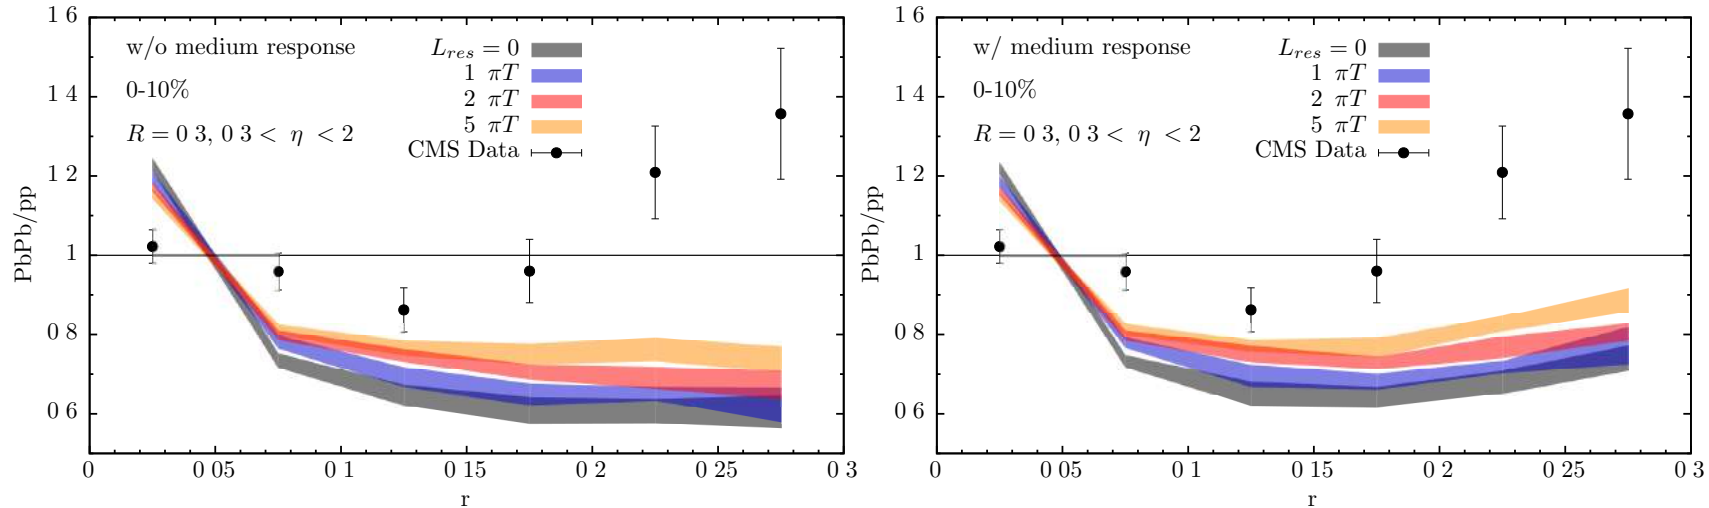 1 6
1 4
1 2
1
0 8
0 6
PbPb/pp
w/o medium response
0-10%
R = 0 3, 0 3 < η < 2
L_res = 0
1 πT
2 πT
5 πT
CMS Data
0
0 05
0 1
0 15
0 2
0 25
0 3
r
1 6
1 4
1 2
1
0 8
0 6
PbPb/pp
w/ medium response
0-10%
R = 0 3, 0 3 < η < 2
L_res = 0
1 πT
2 πT
5 πT
CMS Data
0
0 05
0 1
0 15
0 2
0 25
0 3
r